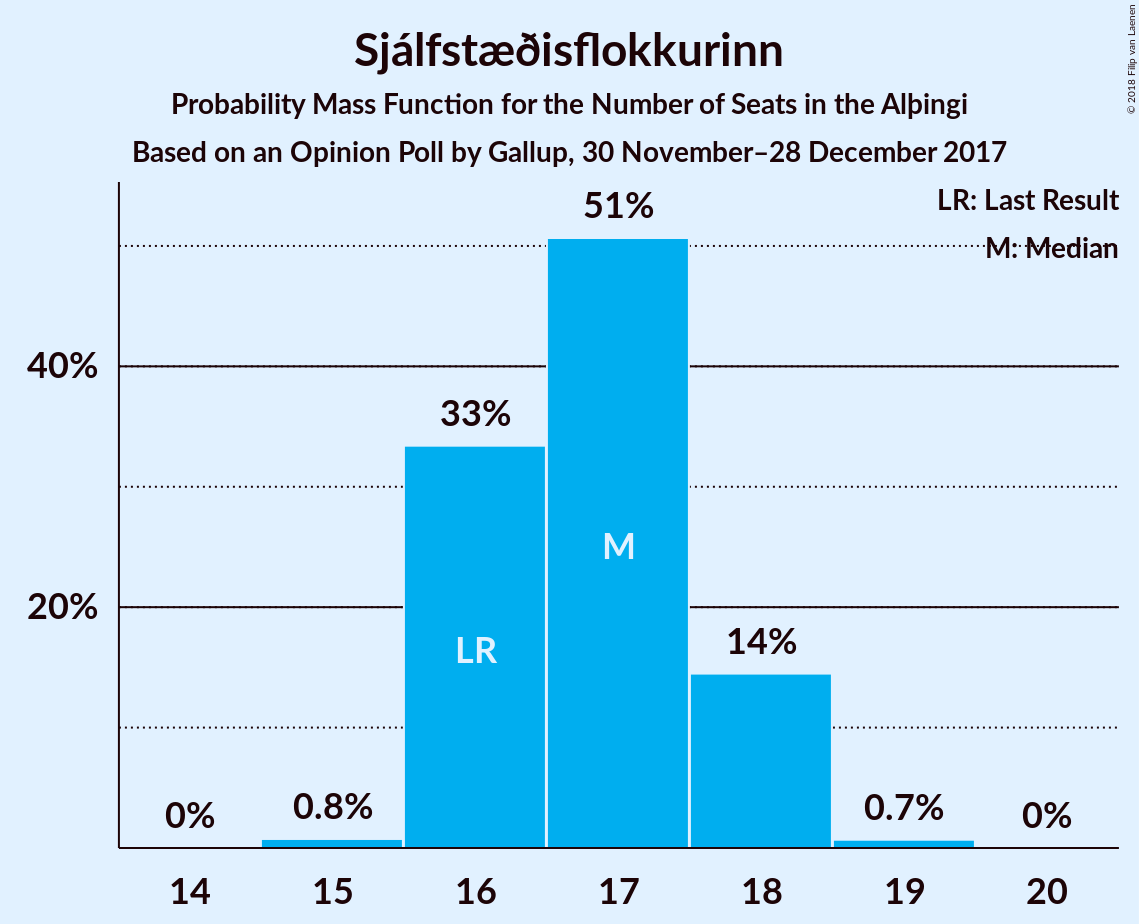 Sjálfstæðisflokkurinn
Probability Mass Function for the Number of Seats in the Alþingi
Based on an Opinion Poll by Gallup, 30 November–28 December 2017
© 2018 Filip van Laenen
LR: Last Result
M: Median
51%
40%
33%
M
20%
14%
LR
0%
0.8%
0.7%
0%
14 15 16 17 18 19 20